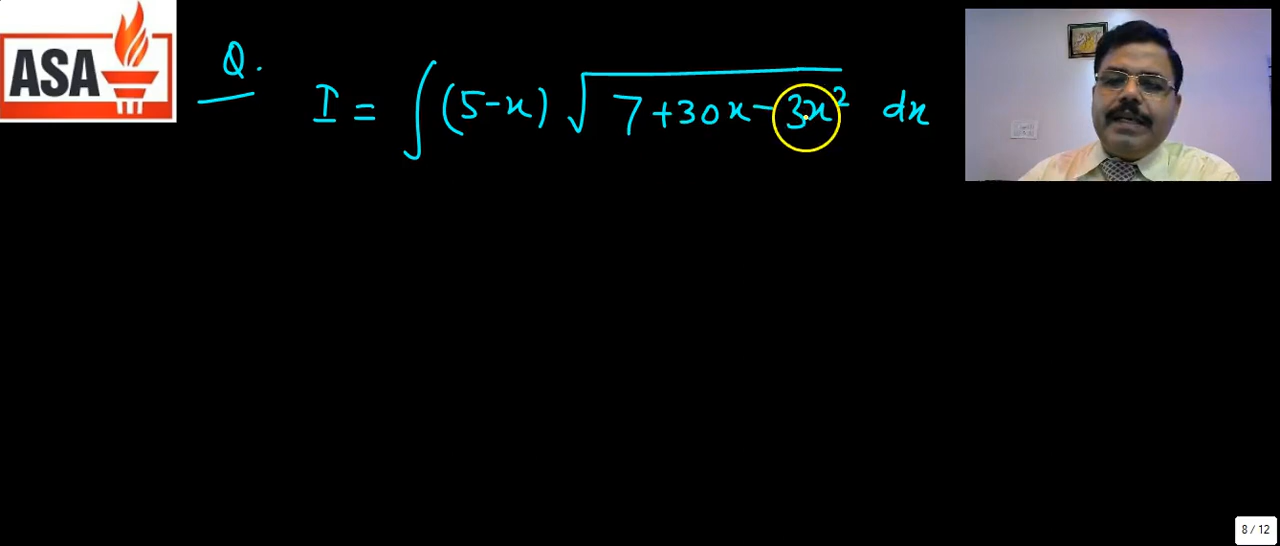 ASA
Q.
I = ∫ (5-x) √(7+30x-3x²) dx
8 / 12